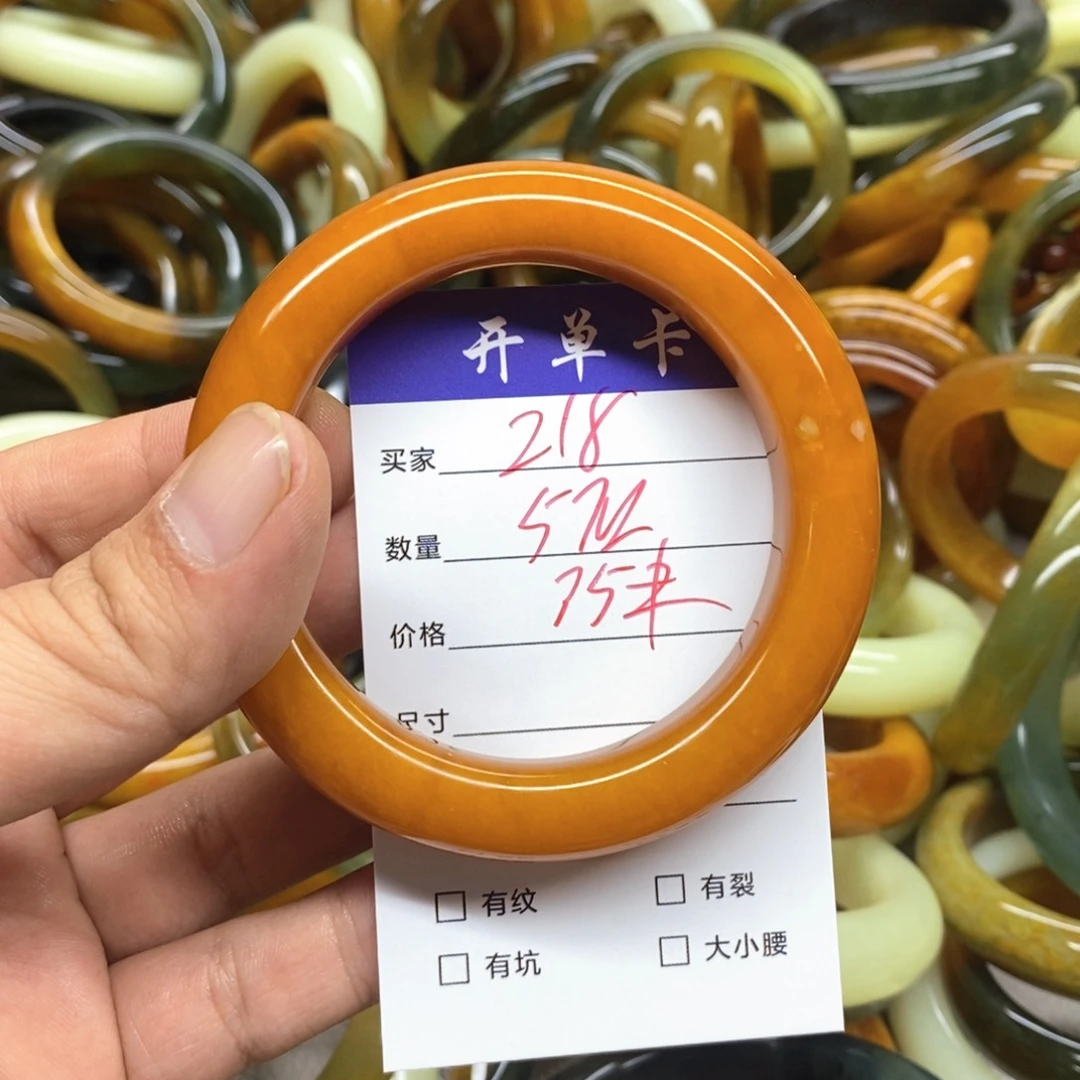 开单卡
买家 218
数量
价格 75
尺寸
有纹 有裂
有坑 大小腰